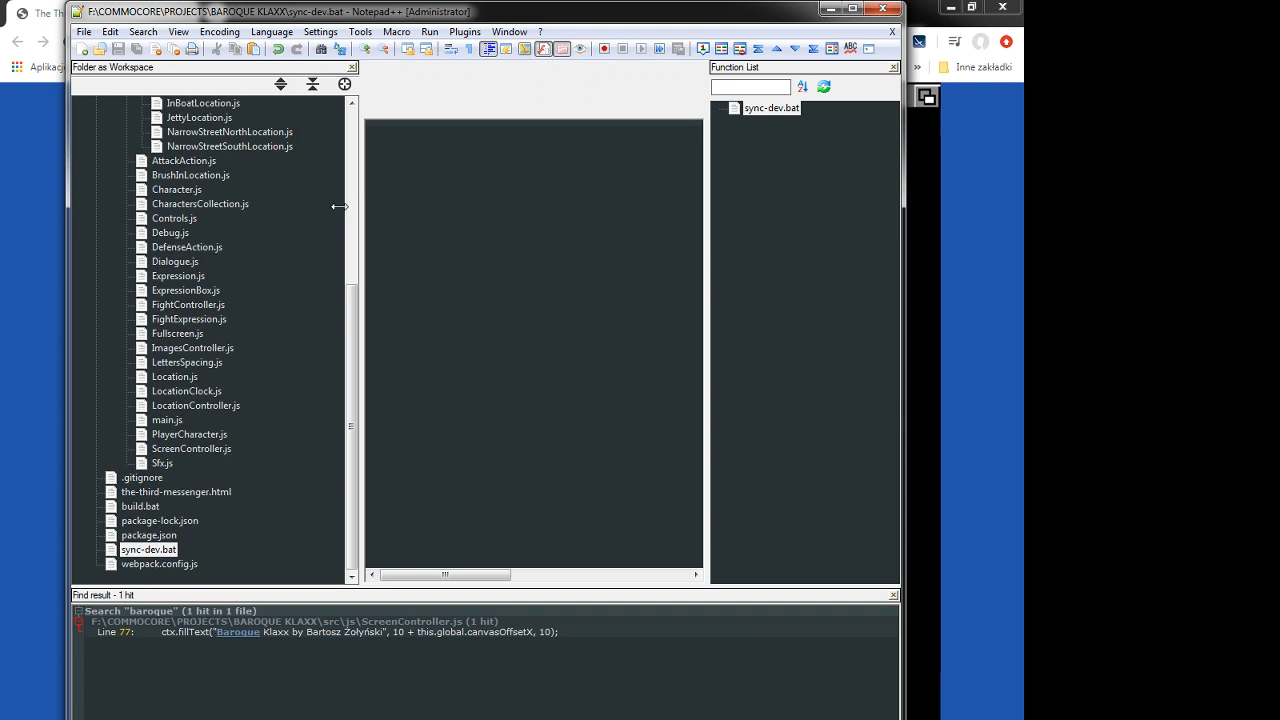 The Th
F:\COMMOCORE\PROJECTS\BAROQUE KLAXX\sync-dev.bat - Notepad++ [Administrator]
File Edit Search View Encoding Language Settings Tools Macro Run Plugins Window ? X
Aplikacje
» Inne zakładki
Folder as Workspace
Function List
sync-dev.bat
InBoatLocation.js
JettyLocation.js
NarrowStreetNorthLocation.js
NarrowStreetSouthLocation.js
AttackAction.js
BrushInLocation.js
Character.js
CharactersCollection.js
Controls.js
Debug.js
DefenseAction.js
Dialogue.js
Expression.js
ExpressionBox.js
FightController.js
FightExpression.js
Fullscreen.js
ImagesController.js
LettersSpacing.js
Location.js
LocationClock.js
LocationController.js
main.js
PlayerCharacter.js
ScreenController.js
Sfx.js
.gitignore
the-third-messenger.html
build.bat
package-lock.json
package.json
sync-dev.bat
webpack.config.js
Find result - 1 hit
Search "baroque" (1 hit in 1 file)
F:\COMMOCORE\PROJECTS\BAROQUE KLAXX\src\js\ScreenController.js (1 hit)
Line 77: ctx.fillText("Baroque Klaxx by Bartosz Żołyński", 10 + this.global.canvasOffsetX, 10);